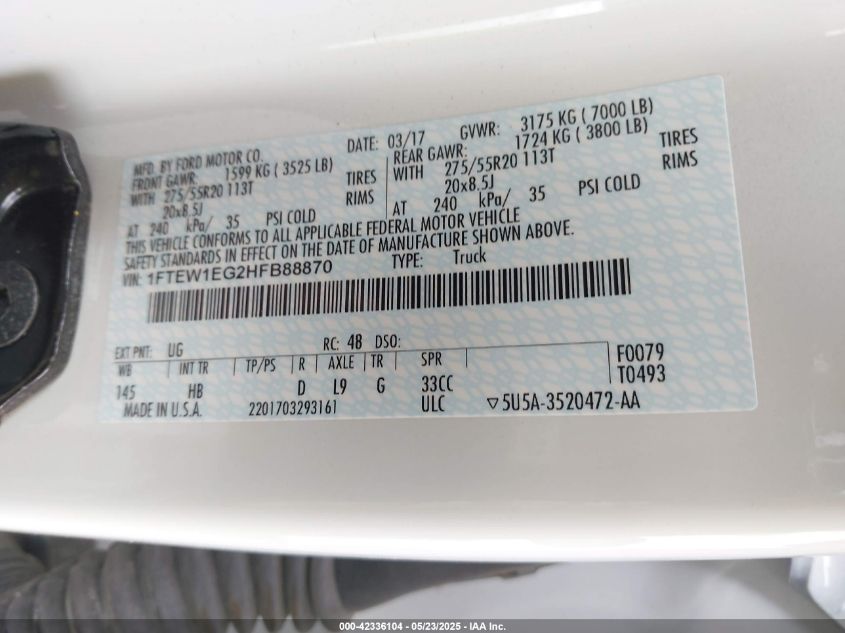 MFD. BY FORD MOTOR CO.
DATE: 03/17 GVWR: 3175 KG ( 7000 LB)
FRONT GAWR: 1599 KG ( 3525 LB)
REAR GAWR: 1724 KG ( 3800 LB)
WITH 275/55R20 113T TIRES
WITH 275/55R20 113T TIRES
20x8.5J RIMS
20x8.5J RIMS
AT 240 kPa/ 35 PSI COLD
AT 240 kPa/ 35 PSI COLD
THIS VEHICLE CONFORMS TO ALL APPLICABLE FEDERAL MOTOR VEHICLE
SAFETY STANDARDS IN EFFECT ON THE DATE OF MANUFACTURE SHOWN ABOVE.
VIN: 1FTEW1EG2HFB88870 TYPE: Truck
EXT PNT: UG RC: 48 DSO:
WB INT TR TP/PS R AXLE TR SPR
F0079
145 HB D L9 G 33CC
T0493
MADE IN U.S.A. 2201703293161 ULC ▽5U5A-3520472-AA
000-42336104 — 05/23/2025 - IAA Inc.